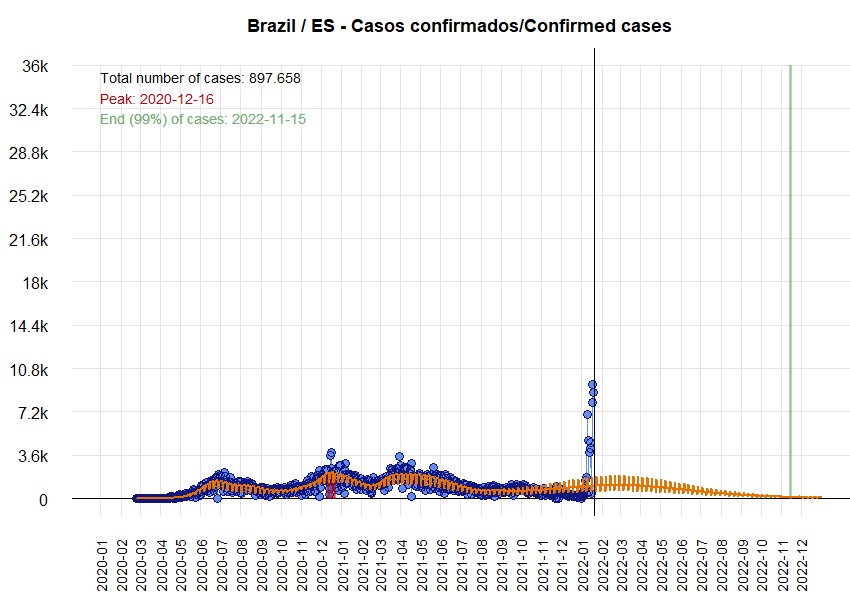 Brazil / ES - Casos confirmados/Confirmed cases
36k
32.4k
28.8k
25.2k
21.6k
18k
14.4k
10.8k
7.2k
3.6k
0
Total number of cases: 897.658
Peak: 2020-12-16
End (99%) of cases: 2022-11-15
2020-01
2020-02
2020-03
2020-04
2020-05
2020-06
2020-07
2020-08
2020-09
2020-10
2020-11
2020-12
2021-01
2021-02
2021-03
2021-04
2021-05
2021-06
2021-07
2021-08
2021-09
2021-10
2021-11
2021-12
2022-01
2022-02
2022-03
2022-04
2022-05
2022-06
2022-07
2022-08
2022-09
2022-10
2022-11
2022-12